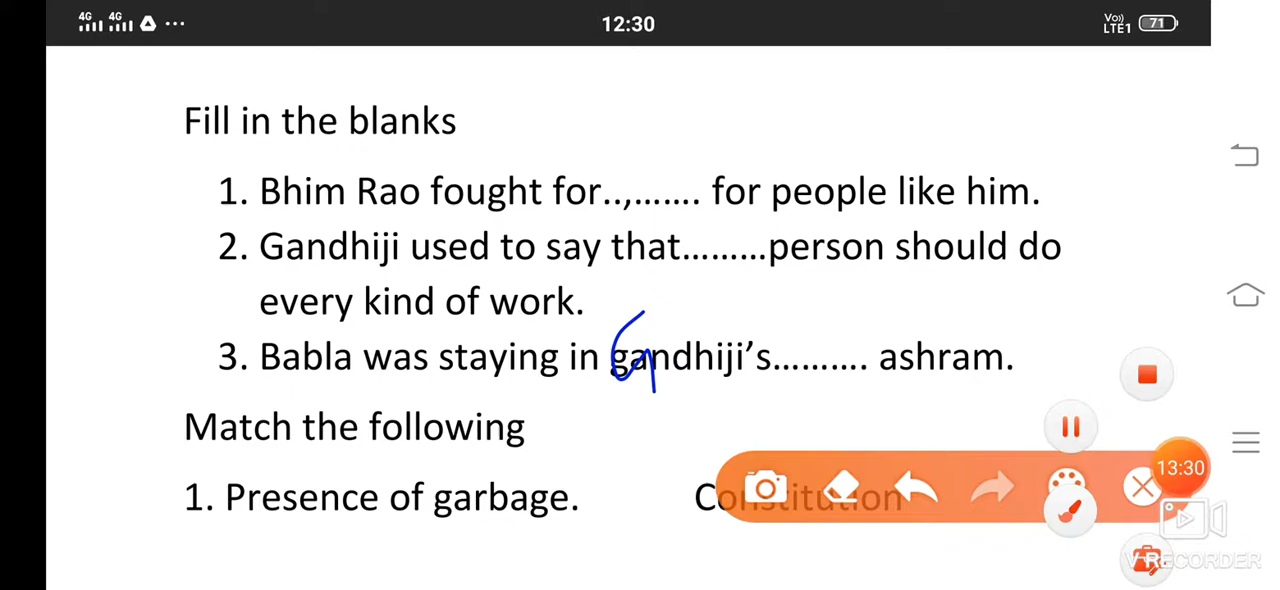 4G 4G ... 12:30 Vo)) LTE1 71
Fill in the blanks
1. Bhim Rao fought for..,……. for people like him.
2. Gandhiji used to say that………person should do
every kind of work.
3. Babla was staying in gandhiji’s………. ashram.
G
Match the following
1. Presence of garbage. Constitution
13:30
V RECORDER